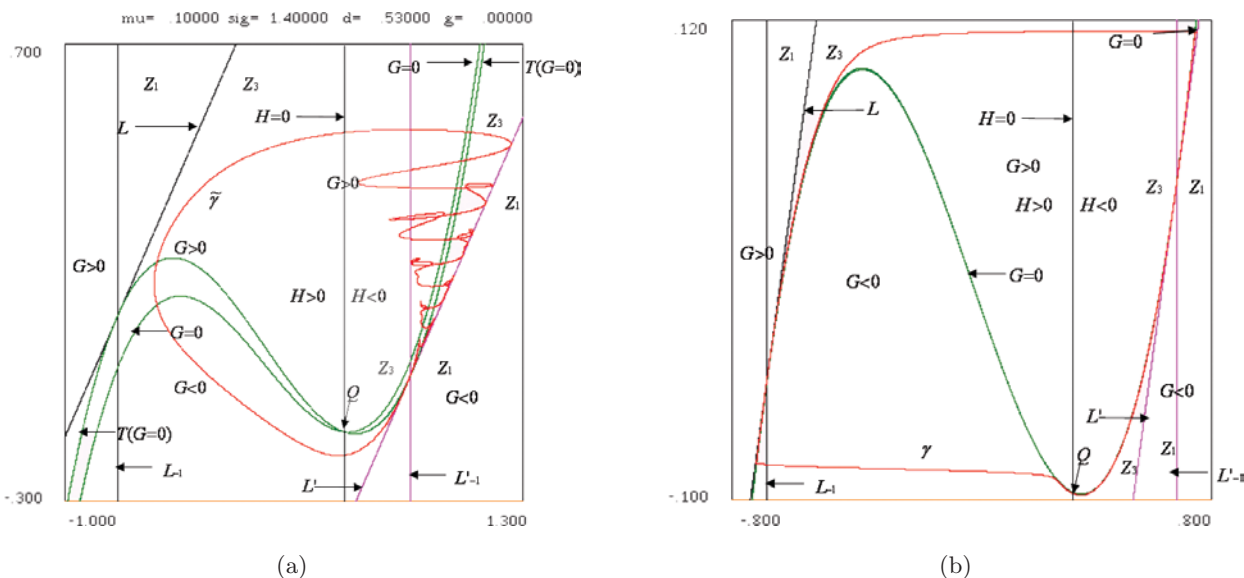 mu= .10000 sig= 1.40000 d= .53000 g= .00000
.700
-.300
-1.000
1.300
Z1
Z3
G=0
T(G=0)
L
H=0
Z3
γ̃
G>0
Z1
G>0
G>0
H>0
H<0
G=0
Z3
Z1
G<0
Q
G<0
T(G=0)
L-1
L'
L'-1
(a)
.120
-.100
-.800
.800
Z1
Z3
G=0
L
H=0
G>0
Z3
Z1
H>0
H<0
G>0
G<0
G=0
G<0
L'
γ
Q
Z3
Z1
L-1
L'-1
(b)